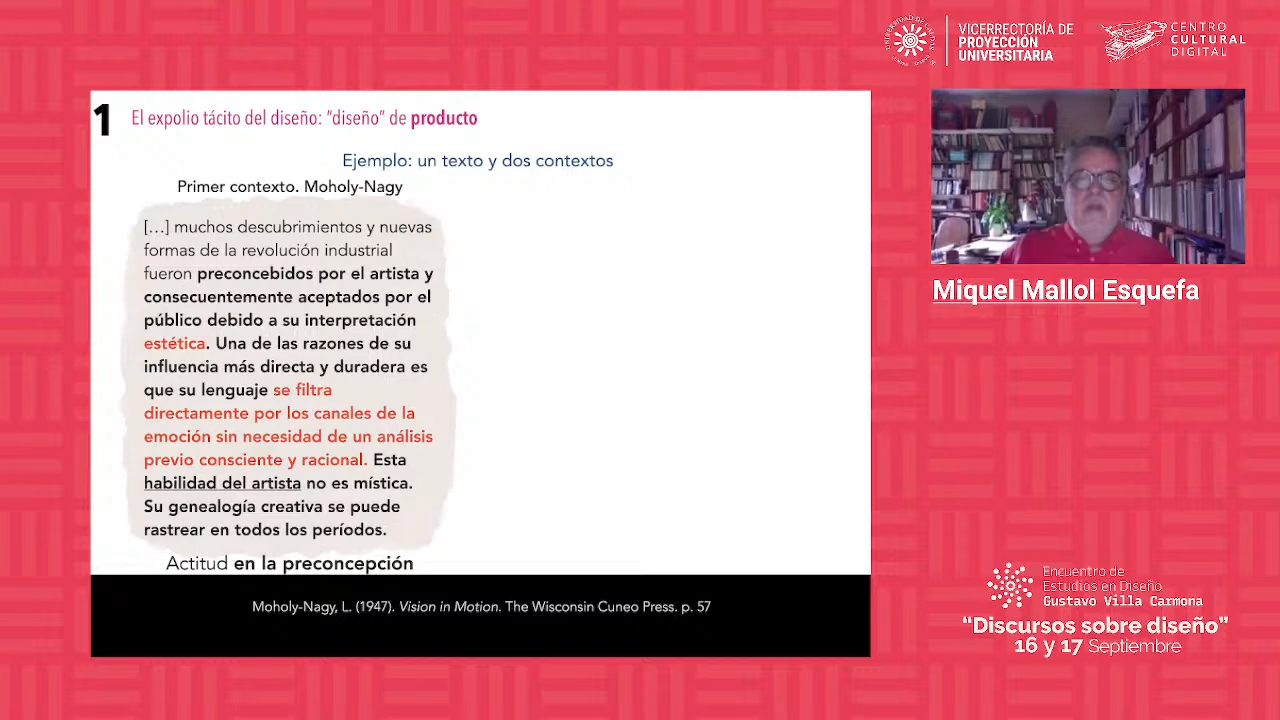 VICERRECTORÍA DE
PROYECCIÓN
UNIVERSITARIA
CENTRO
CULTURAL
DIGITAL
1
El expolio tácito del diseño: “diseño” de producto
Ejemplo: un texto y dos contextos
Primer contexto. Moholy-Nagy
[…] muchos descubrimientos y nuevas
formas de la revolución industrial
fueron preconcebidos por el artista y
consecuentemente aceptados por el
público debido a su interpretación
estética. Una de las razones de su
influencia más directa y duradera es
que su lenguaje se filtra
directamente por los canales de la
emoción sin necesidad de un análisis
previo consciente y racional. Esta
habilidad del artista no es mística.
Su genealogía creativa se puede
rastrear en todos los períodos.
Actitud en la preconcepción
Moholy-Nagy, L. (1947). Vision in Motion. The Wisconsin Cuneo Press. p. 57
Miquel Mallol Esquefa
Encuentro de
Estudios en Diseño
Gustavo Villa Carmona
“Discursos sobre diseño”
16 y 17 Septiembre